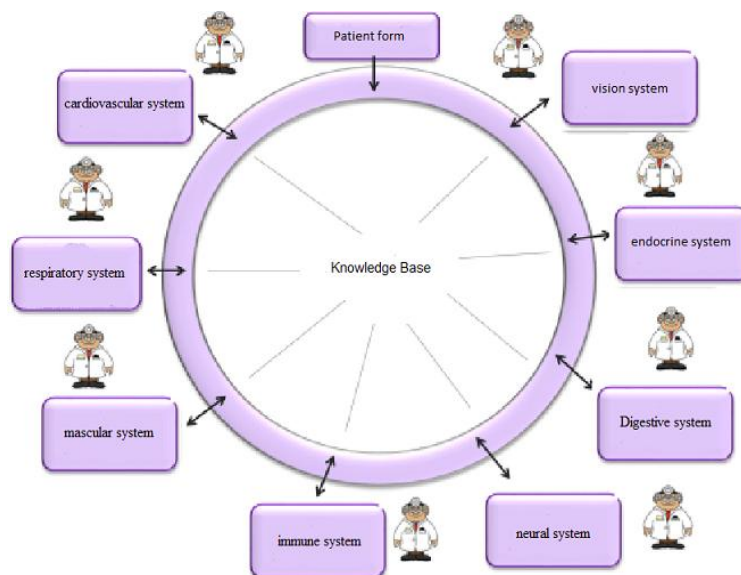 Patient form
cardiovascular system
vision system
respiratory system
endocrine system
Knowledge Base
mascular system
Digestive system
immune system
neural system